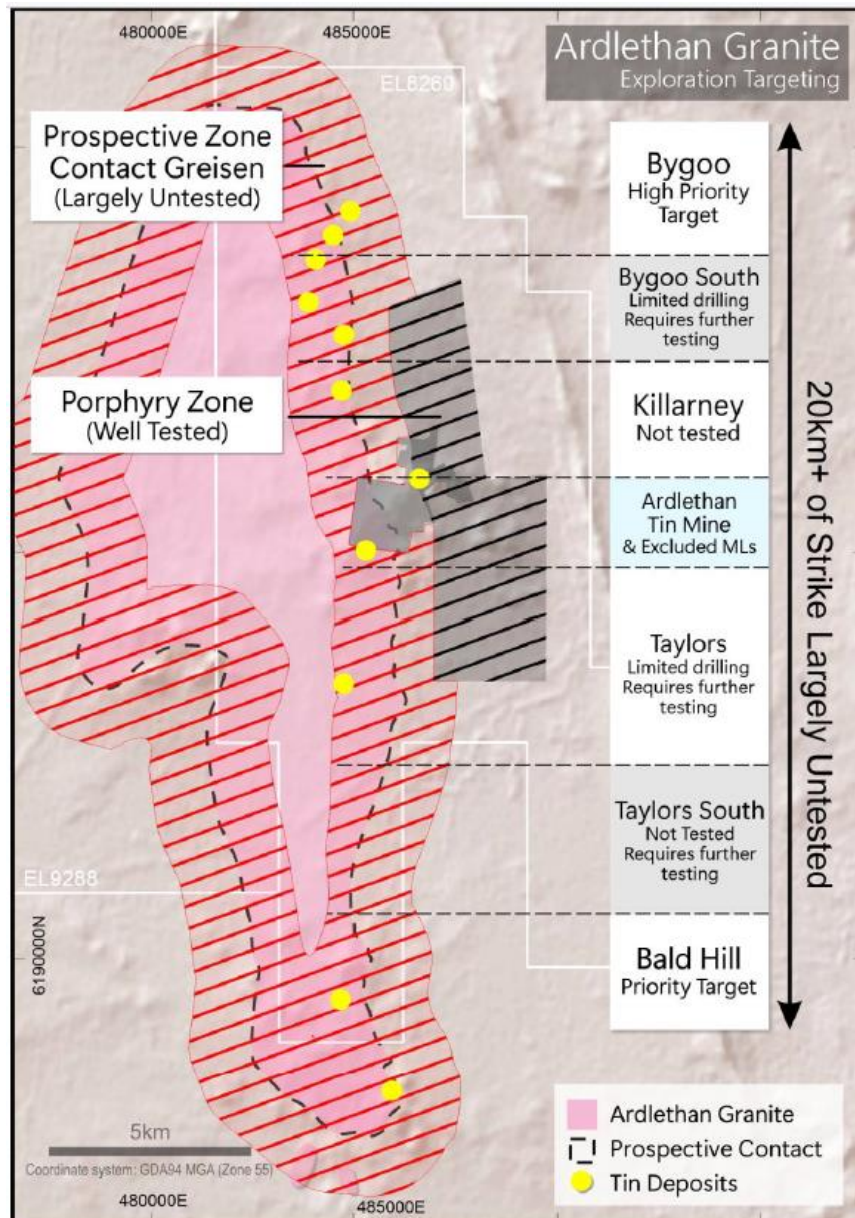 480000E
485000E
Ardlethan Granite
Exploration Targeting
EL8260
Prospective Zone
Contact Greisen
(Largely Untested)
Bygoo
High Priority
Target
Bygoo South
Limited drilling
Requires further
testing
Porphyry Zone
(Well Tested)
Killarney
Not tested
Ardlethan
Tin Mine
& Excluded MLs
Taylors
Limited drilling
Requires further
testing
Taylors South
Not Tested
Requires further
testing
Bald Hill
Priority Target
20km+ of Strike Largely Untested
EL9288
6190000N
5km
Coordinate system: GDA94 MGA (Zone 55)
Ardlethan Granite
Prospective Contact
Tin Deposits
480000E
485000E